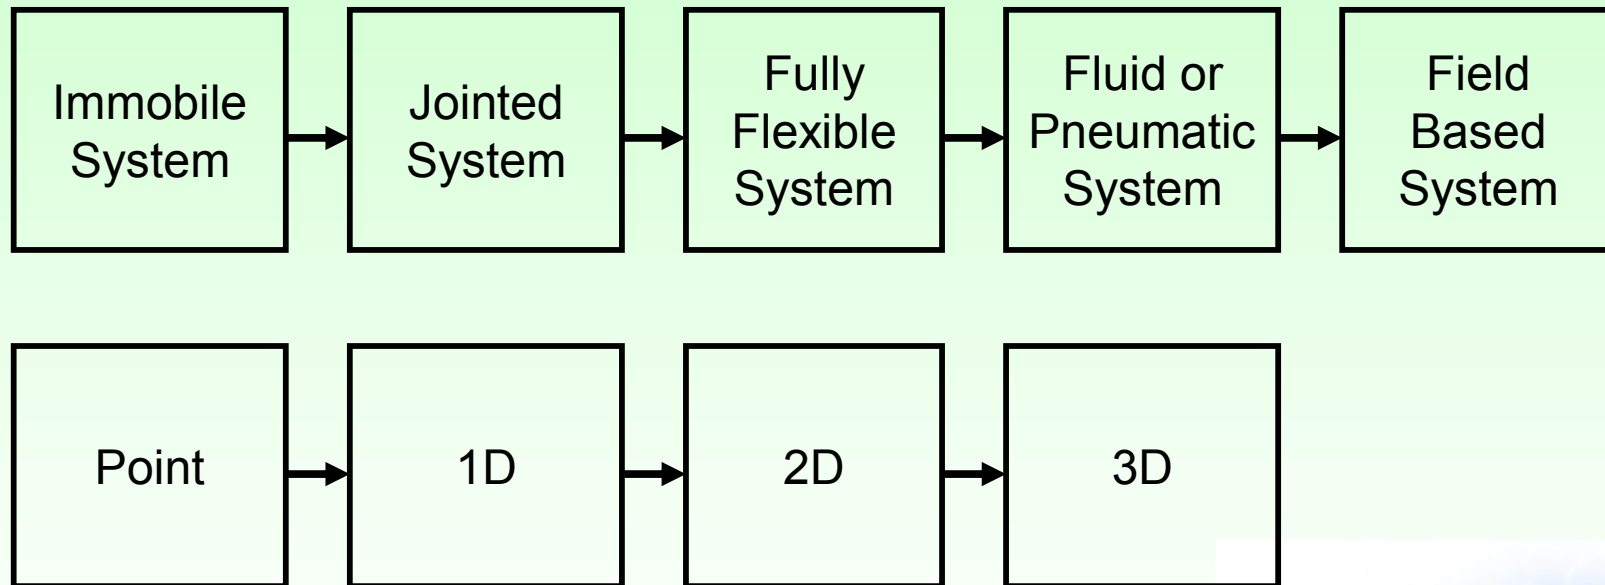 Immobile
System
Jointed
System
Fully
Flexible
System
Fluid or
Pneumatic
System
Field
Based
System
Point
1D
2D
3D